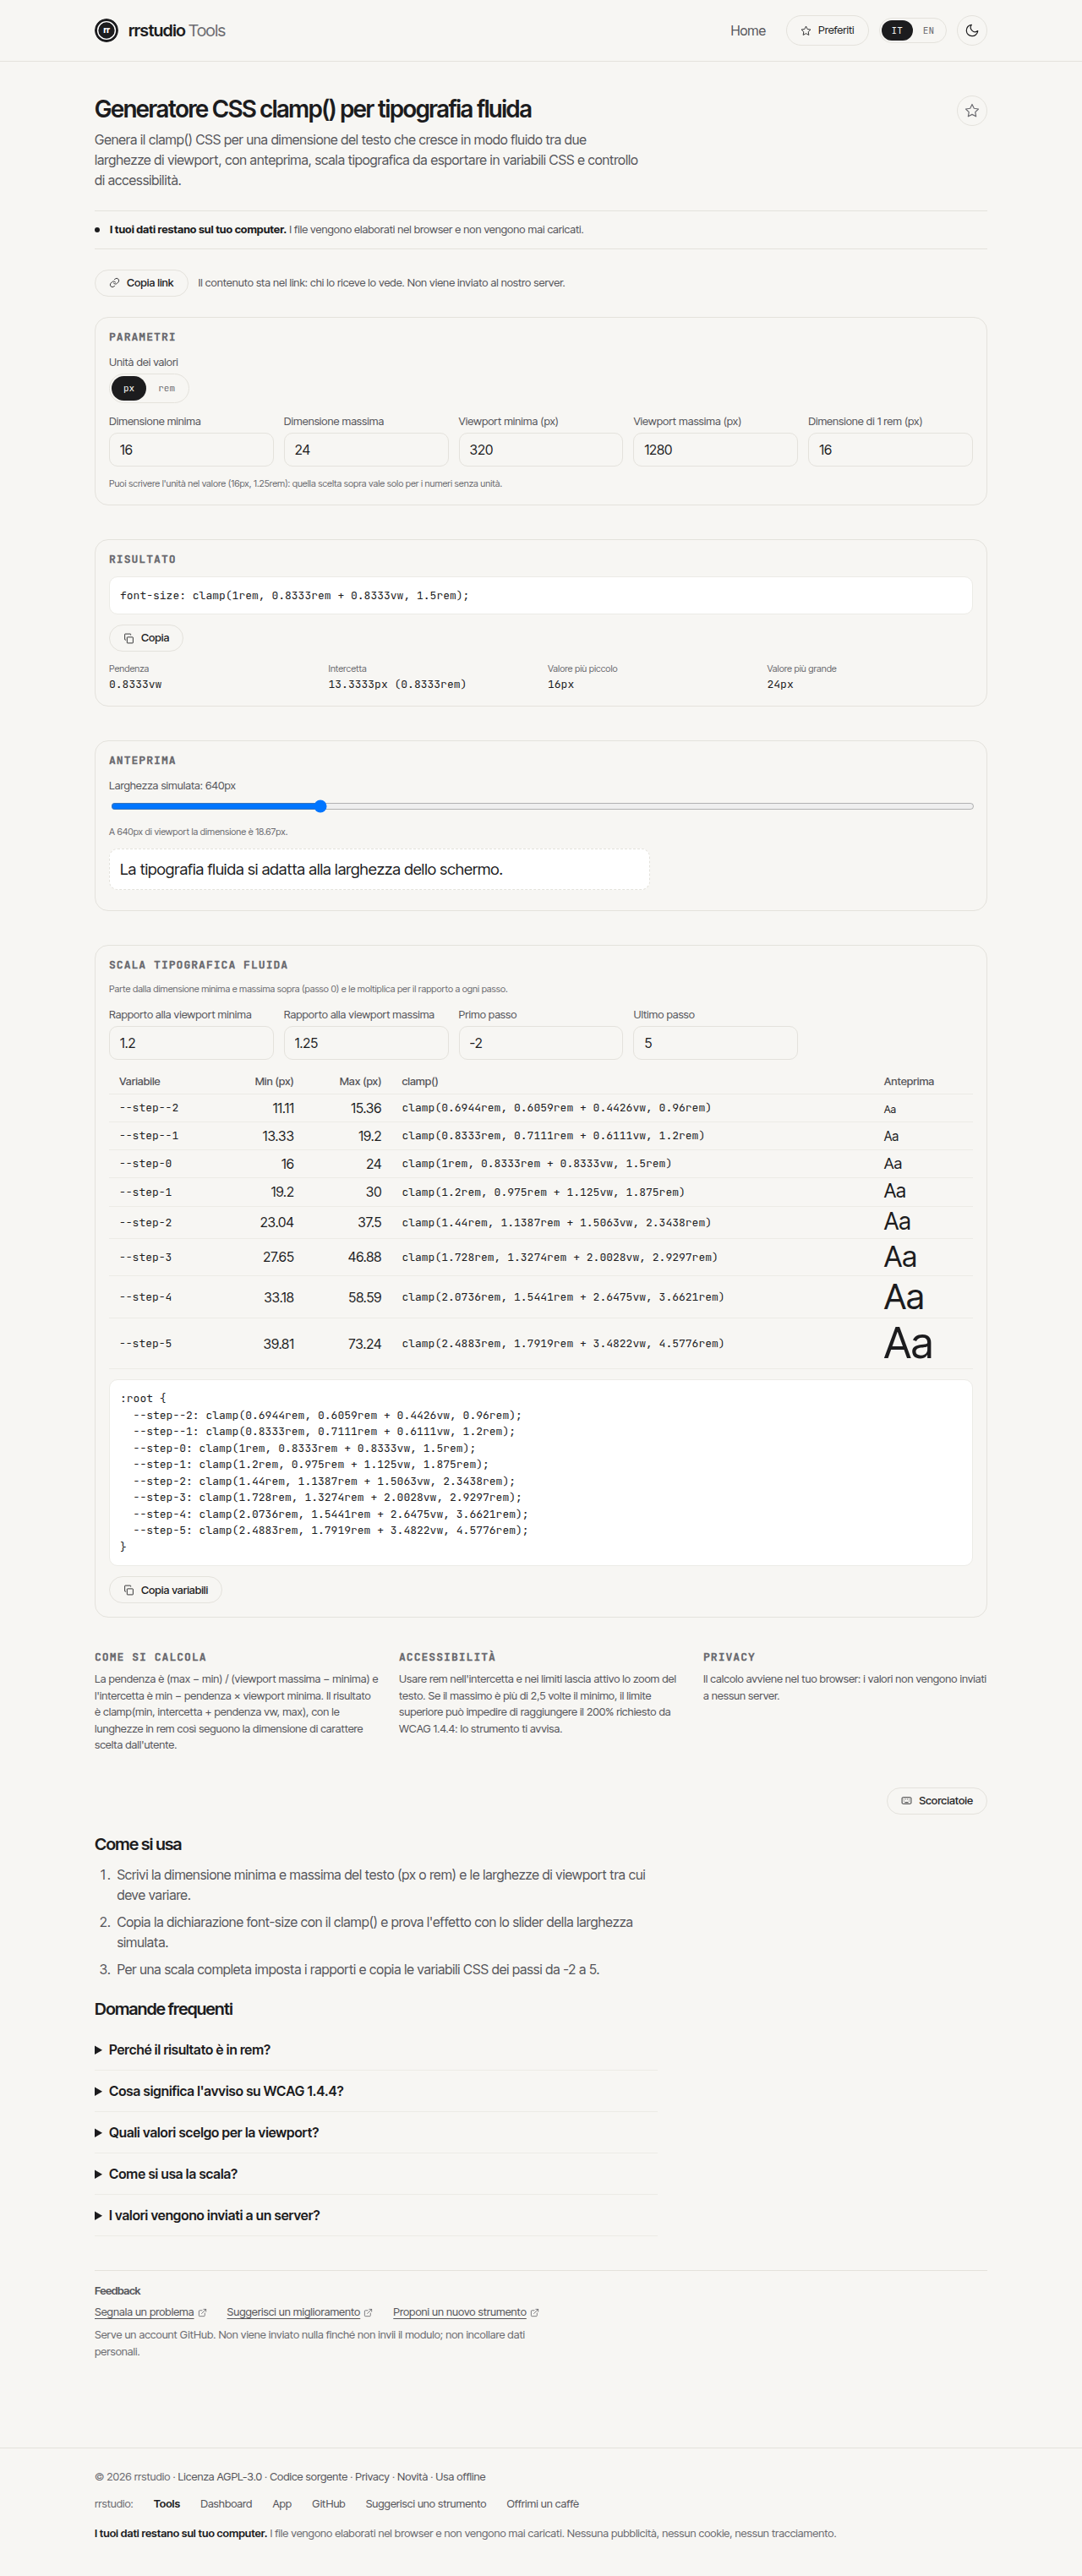 rr rrstudio Tools
Home
Preferiti
IT EN
Generatore CSS clamp() per tipografia fluida
Genera il clamp() CSS per una dimensione del testo che cresce in modo fluido tra due
larghezze di viewport, con anteprima, scala tipografica da esportare in variabili CSS e controllo
di accessibilità.
I tuoi dati restano sul tuo computer. I file vengono elaborati nel browser e non vengono mai caricati.
Copia link Il contenuto sta nel link: chi lo riceve lo vede. Non viene inviato al nostro server.
PARAMETRI
Unità dei valori
px rem
Dimensione minima Dimensione massima Viewport minima (px) Viewport massima (px) Dimensione di 1 rem (px)
16 24 320 1280 16
Puoi scrivere l'unità nel valore (16px, 1.25rem): quella scelta sopra vale solo per i numeri senza unità.
RISULTATO
font-size: clamp(1rem, 0.8333rem + 0.8333vw, 1.5rem);
Copia
Pendenza Intercetta Valore più piccolo Valore più grande
0.8333vw 13.3333px (0.8333rem) 16px 24px
ANTEPRIMA
Larghezza simulata: 640px
A 640px di viewport la dimensione è 18.67px.
La tipografia fluida si adatta alla larghezza dello schermo.
SCALA TIPOGRAFICA FLUIDA
Parte dalla dimensione minima e massima sopra (passo 0) e le moltiplica per il rapporto a ogni passo.
Rapporto alla viewport minima Rapporto alla viewport massima Primo passo Ultimo passo
1.2 1.25 -2 5
Variabile Min (px) Max (px) clamp() Anteprima
--step--2 11.11 15.36 clamp(0.6944rem, 0.6059rem + 0.4426vw, 0.96rem) Aa
--step--1 13.33 19.2 clamp(0.8333rem, 0.7111rem + 0.6111vw, 1.2rem) Aa
--step-0 16 24 clamp(1rem, 0.8333rem + 0.8333vw, 1.5rem) Aa
--step-1 19.2 30 clamp(1.2rem, 0.975rem + 1.125vw, 1.875rem) Aa
--step-2 23.04 37.5 clamp(1.44rem, 1.1387rem + 1.5063vw, 2.3438rem) Aa
--step-3 27.65 46.88 clamp(1.728rem, 1.3274rem + 2.0028vw, 2.9297rem) Aa
--step-4 33.18 58.59 clamp(2.0736rem, 1.5441rem + 2.6475vw, 3.6621rem) Aa
--step-5 39.81 73.24 clamp(2.4883rem, 1.7919rem + 3.4822vw, 4.5776rem) Aa
:root {
--step--2: clamp(0.6944rem, 0.6059rem + 0.4426vw, 0.96rem);
--step--1: clamp(0.8333rem, 0.7111rem + 0.6111vw, 1.2rem);
--step-0: clamp(1rem, 0.8333rem + 0.8333vw, 1.5rem);
--step-1: clamp(1.2rem, 0.975rem + 1.125vw, 1.875rem);
--step-2: clamp(1.44rem, 1.1387rem + 1.5063vw, 2.3438rem);
--step-3: clamp(1.728rem, 1.3274rem + 2.0028vw, 2.9297rem);
--step-4: clamp(2.0736rem, 1.5441rem + 2.6475vw, 3.6621rem);
--step-5: clamp(2.4883rem, 1.7919rem + 3.4822vw, 4.5776rem);
}
Copia variabili
COME SI CALCOLA
La pendenza è (max − min) / (viewport massima − minima) e
l'intercetta è min − pendenza × viewport minima. Il risultato
è clamp(min, intercetta + pendenza vw, max), con le
lunghezze in rem così seguono la dimensione di carattere
scelta dall'utente.
ACCESSIBILITÀ
Usare rem nell'intercetta e nei limiti lascia attivo lo zoom del
testo. Se il massimo è più di 2,5 volte il minimo, il limite
superiore può impedire di raggiungere il 200% richiesto da
WCAG 1.4.4: lo strumento ti avvisa.
PRIVACY
Il calcolo avviene nel tuo browser: i valori non vengono inviati
a nessun server.
Scorciatoie
Come si usa
1. Scrivi la dimensione minima e massima del testo (px o rem) e le larghezze di viewport tra cui
deve variare.
2. Copia la dichiarazione font-size con il clamp() e prova l'effetto con lo slider della larghezza
simulata.
3. Per una scala completa imposta i rapporti e copia le variabili CSS dei passi da -2 a 5.
Domande frequenti
Perché il risultato è in rem?
Cosa significa l'avviso su WCAG 1.4.4?
Quali valori scelgo per la viewport?
Come si usa la scala?
I valori vengono inviati a un server?
Feedback
Segnala un problema Suggerisci un miglioramento Proponi un nuovo strumento
Serve un account GitHub. Non viene inviato nulla finché non invii il modulo; non incollare dati
personali.
© 2026 rrstudio · Licenza AGPL-3.0 · Codice sorgente · Privacy · Novità · Usa offline
rrstudio: Tools Dashboard App GitHub Suggerisci uno strumento Offrimi un caffè
I tuoi dati restano sul tuo computer. I file vengono elaborati nel browser e non vengono mai caricati. Nessuna pubblicità, nessun cookie, nessun tracciamento.